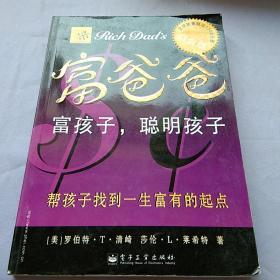 Rich Dad's
富爸爸
富孩子，聪明孩子
帮孩子找到一生富有的起点
[美]罗伯特·T·清崎 莎伦·L·莱希特 著
电子工业出版社